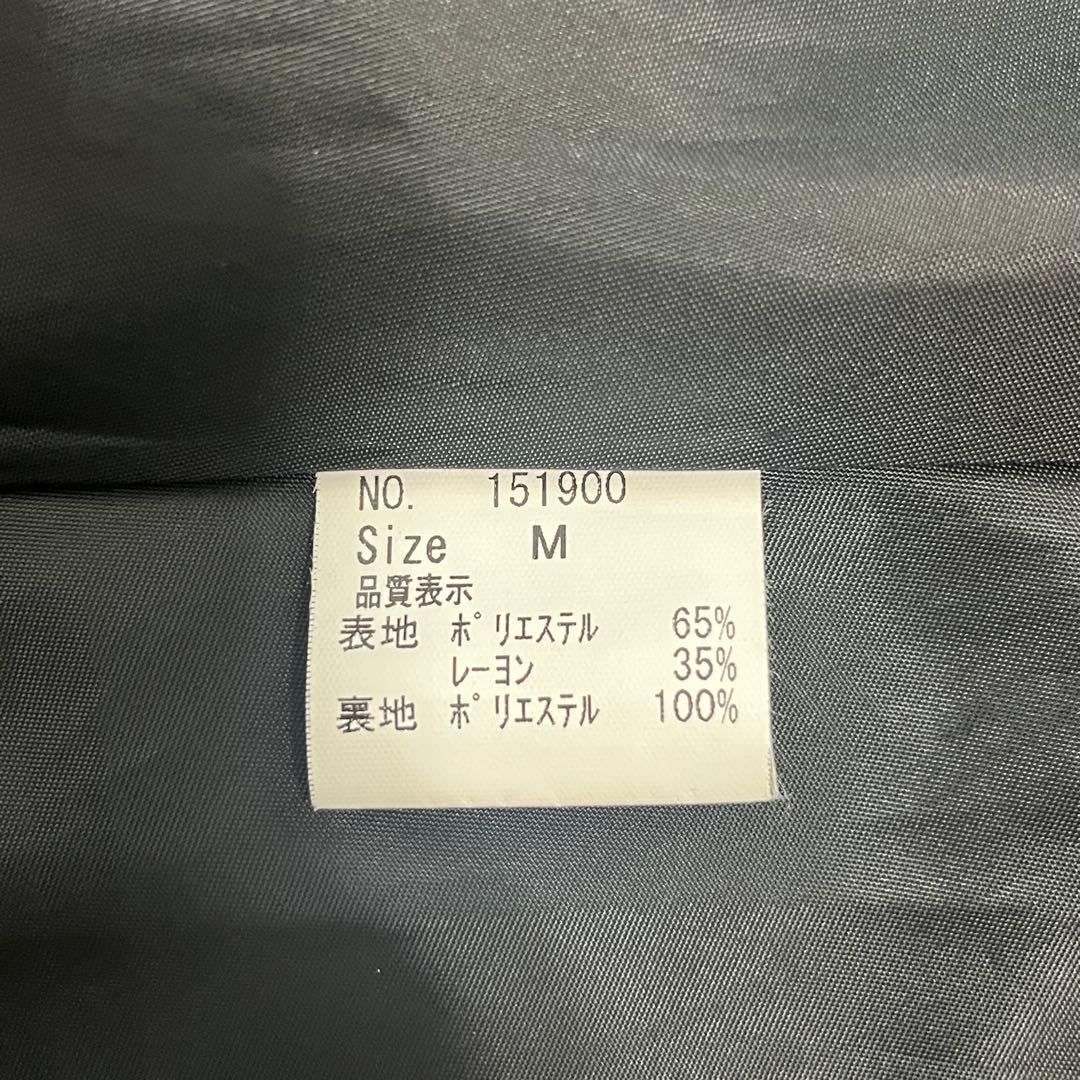 NO. 151900
Size M
品質表示
表地 ﾎﾟﾘｴｽﾃﾙ 65%
ﾚｰﾖﾝ 35%
裏地 ﾎﾟﾘｴｽﾃﾙ 100%